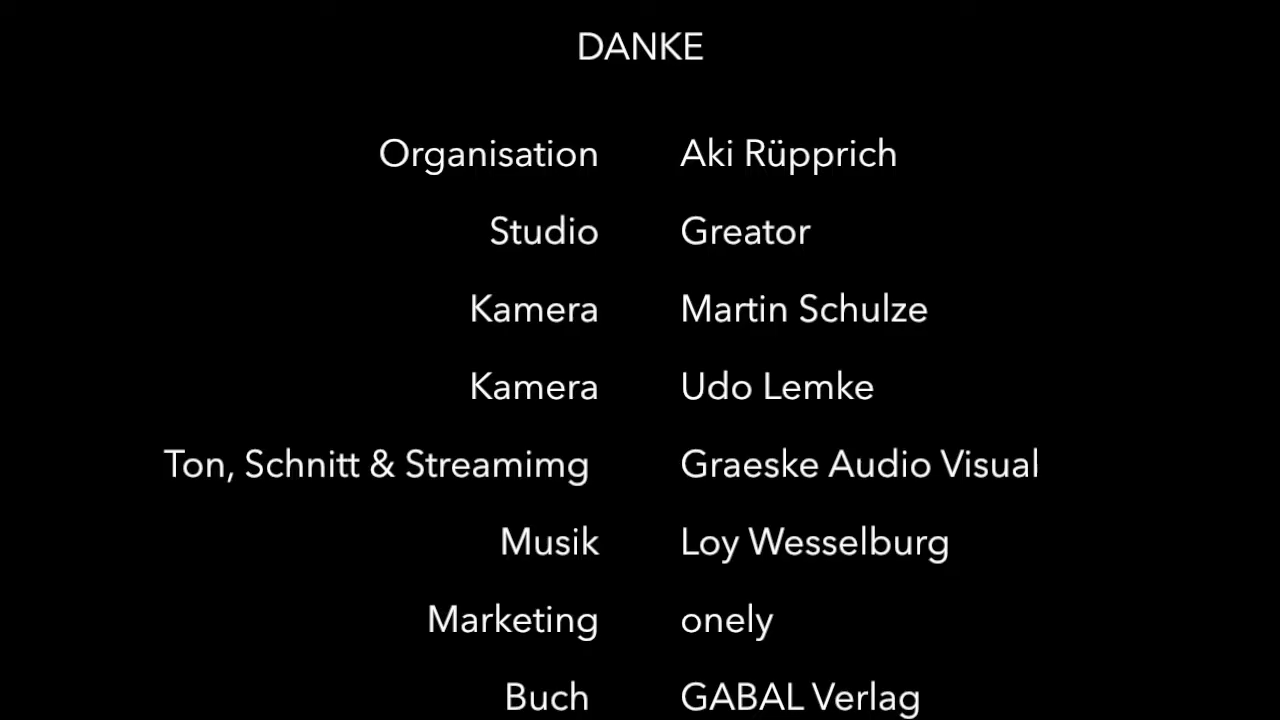 DANKE
Organisation Aki Rüpprich
Studio Greator
Kamera Martin Schulze
Kamera Udo Lemke
Ton, Schnitt & Streamimg Graeske Audio Visual
Musik Loy Wesselburg
Marketing onely
Buch GABAL Verlag